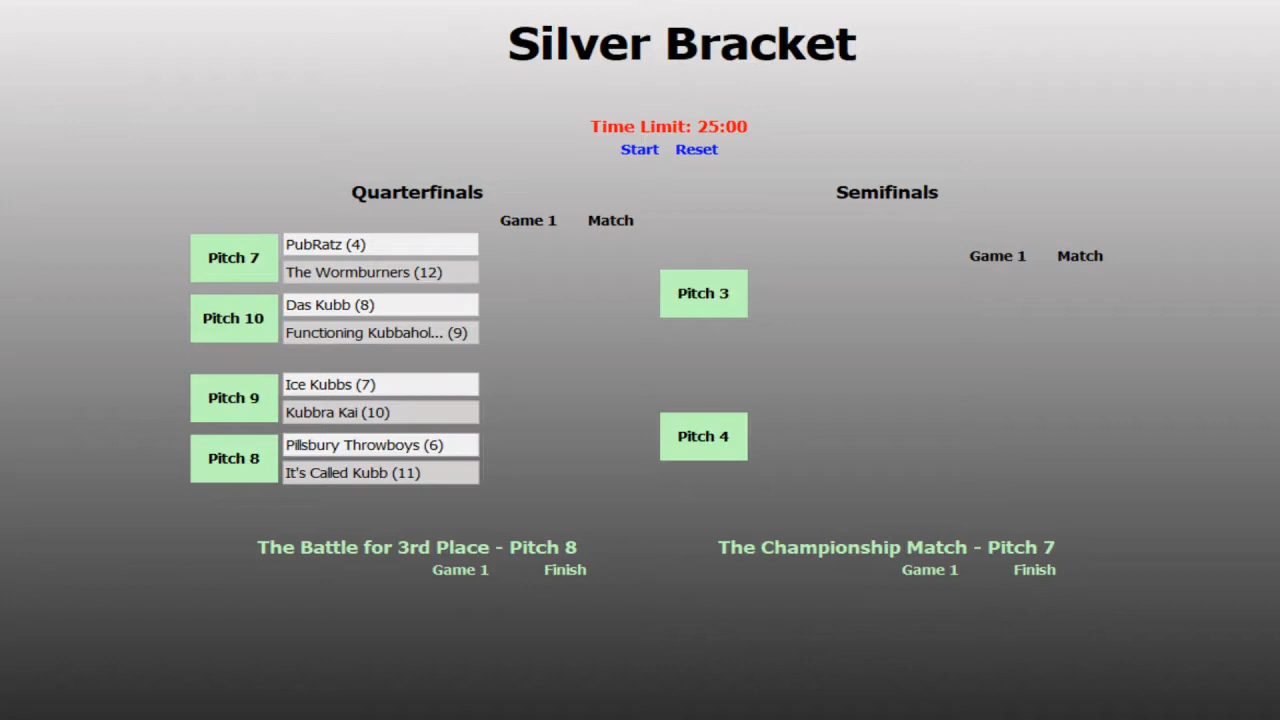 Silver Bracket
Time Limit: 25:00
Start Reset
Quarterfinals
Game 1 Match
Pitch 7
PubRatz (4)
The Wormburners (12)
Pitch 10
Das Kubb (8)
Functioning Kubbahol... (9)
Pitch 9
Ice Kubbs (7)
Kubbra Kai (10)
Pitch 8
Pillsbury Throwboys (6)
It's Called Kubb (11)
Semifinals
Game 1 Match
Pitch 3
Pitch 4
The Battle for 3rd Place - Pitch 8
Game 1 Finish
The Championship Match - Pitch 7
Game 1 Finish